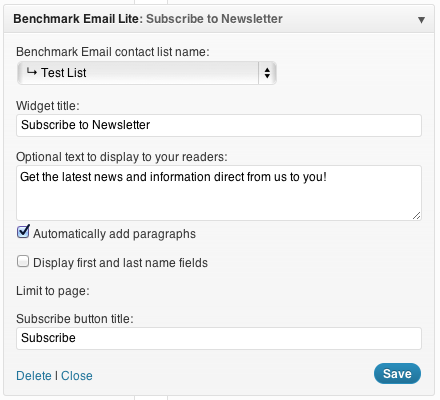 Benchmark Email Lite: Subscribe to Newsletter
Benchmark Email contact list name:
↳ Test List
Widget title:
Subscribe to Newsletter
Optional text to display to your readers:
Get the latest news and information direct from us to you!
Automatically add paragraphs
Display first and last name fields
Limit to page:
Subscribe button title:
Subscribe
Delete | Close
Save